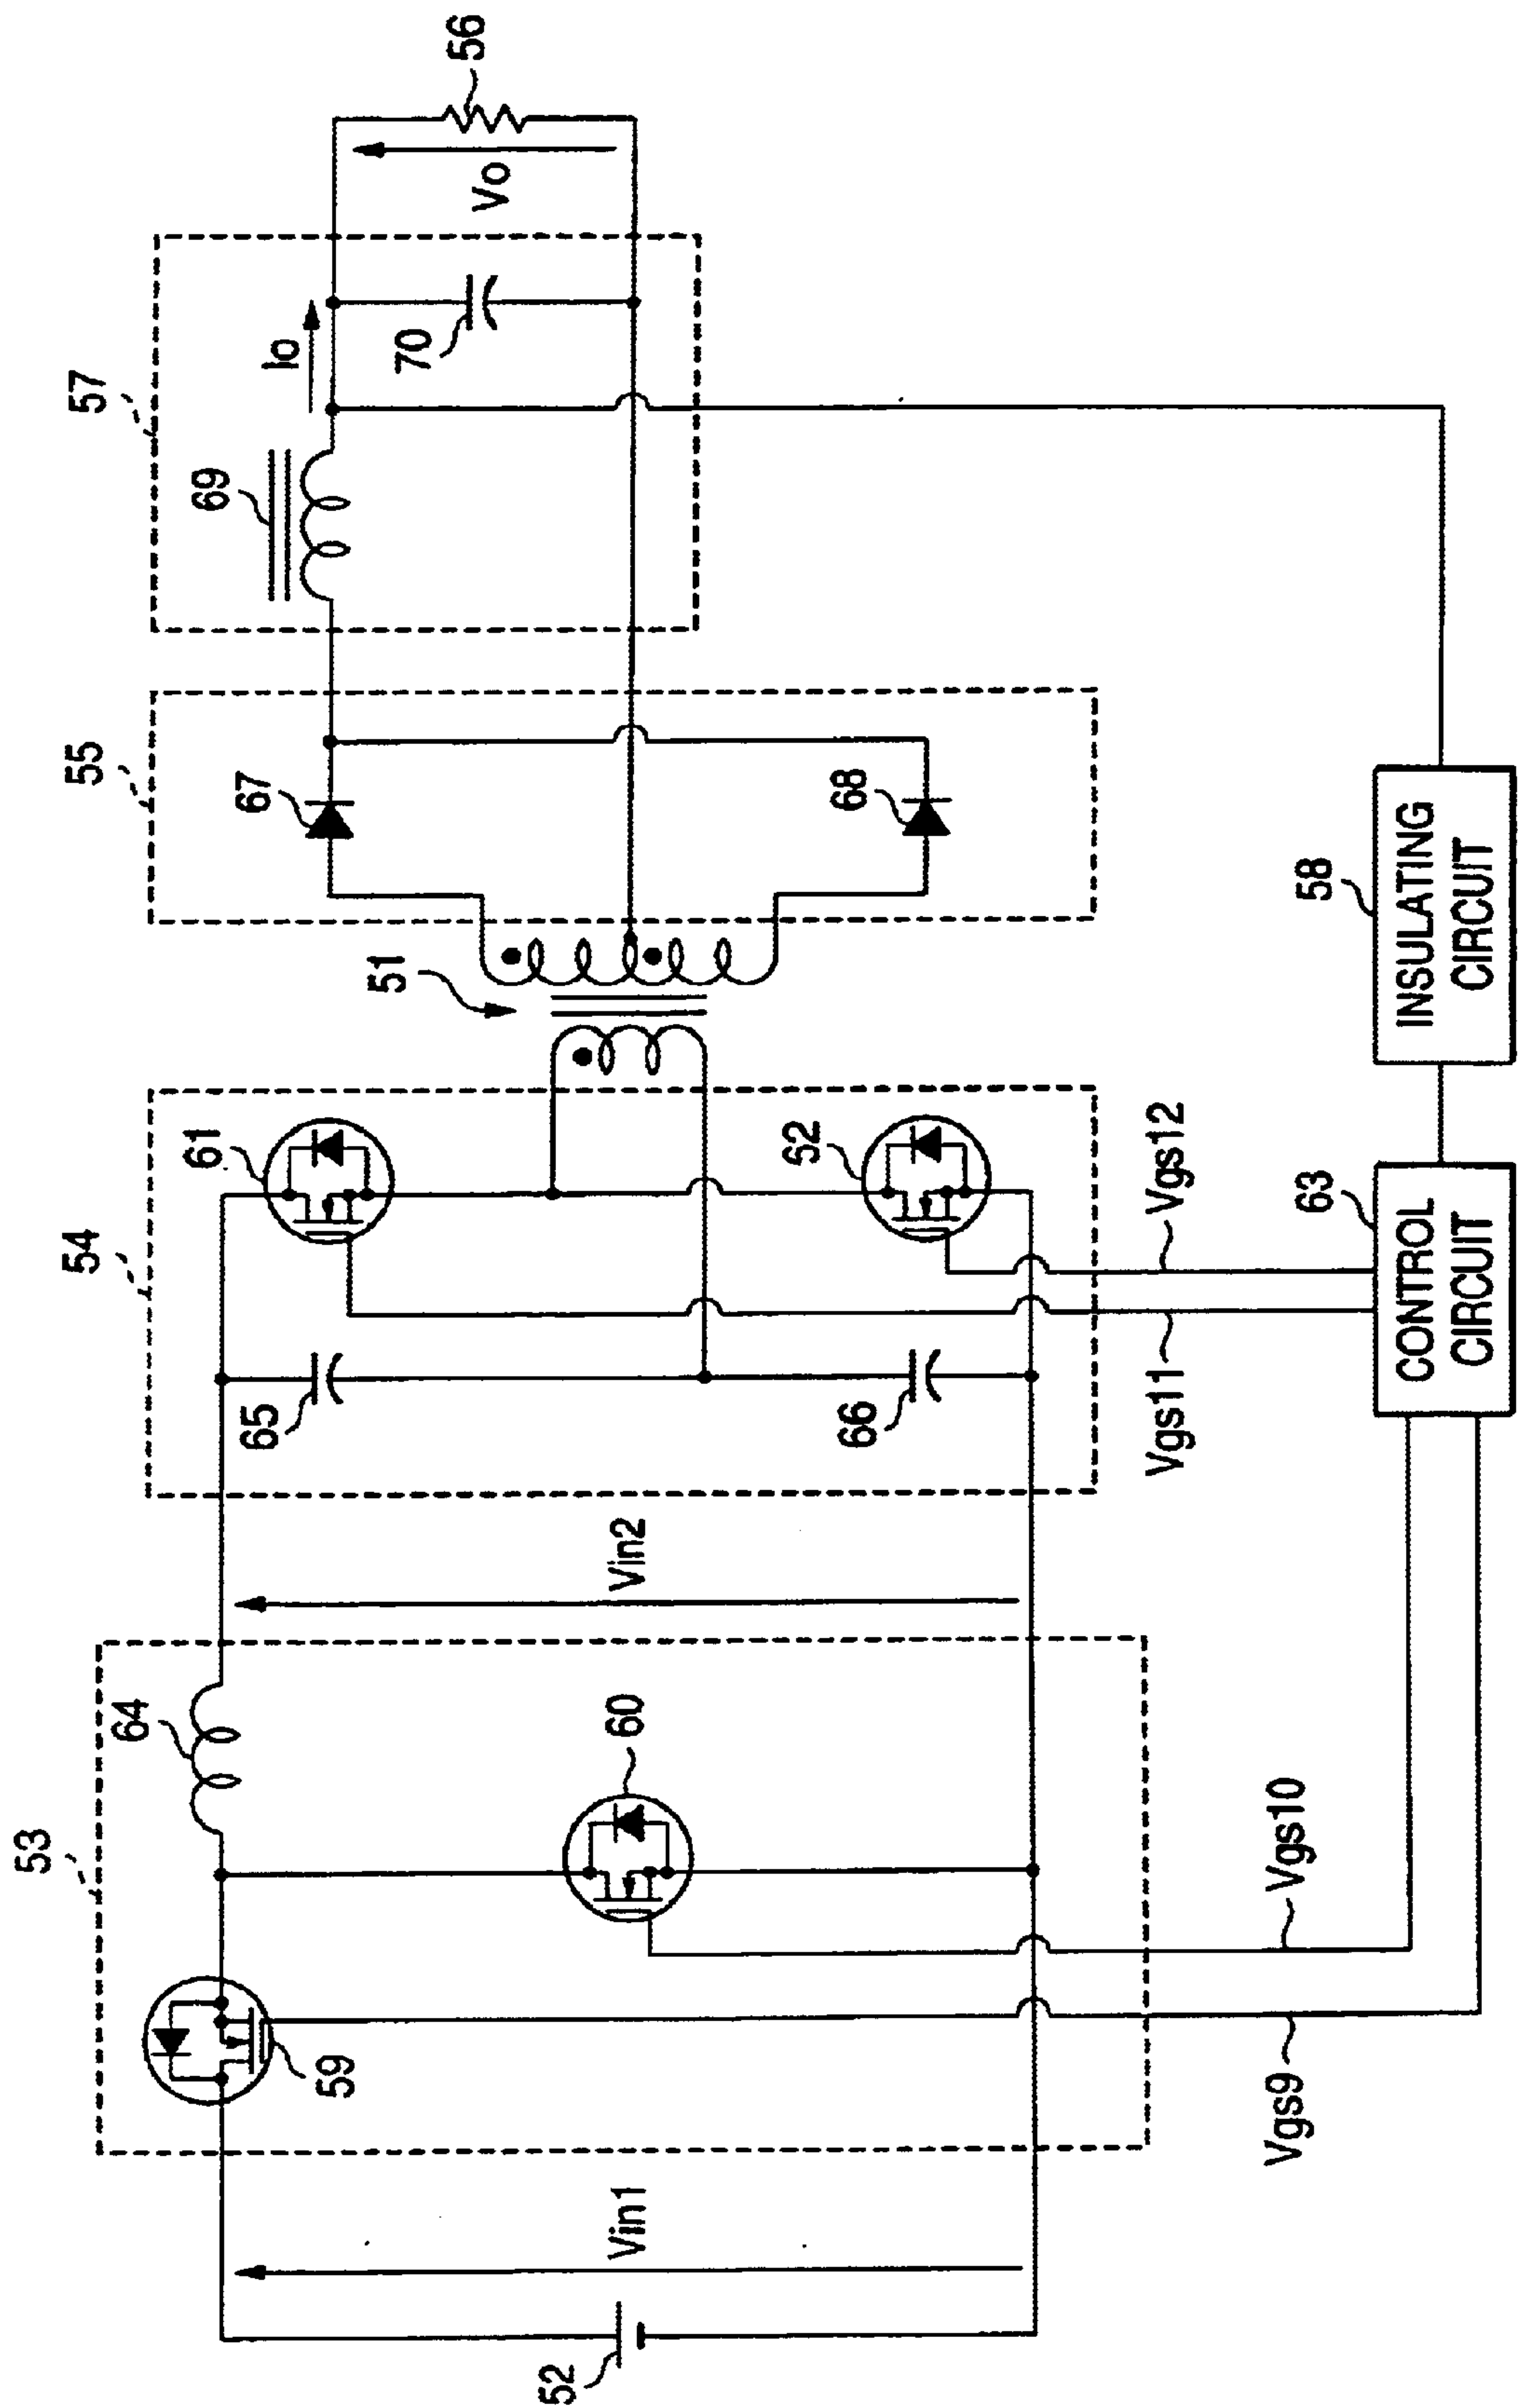 53
54
55
57
64
61
69
65
67
Io
59
51
70
56
Vo
52
Vin1
60
Vin2
62
68
66
Vgs11
Vgs12
Vgs9
Vgs10
63
58
CONTROL
CIRCUIT
INSULATING
CIRCUIT